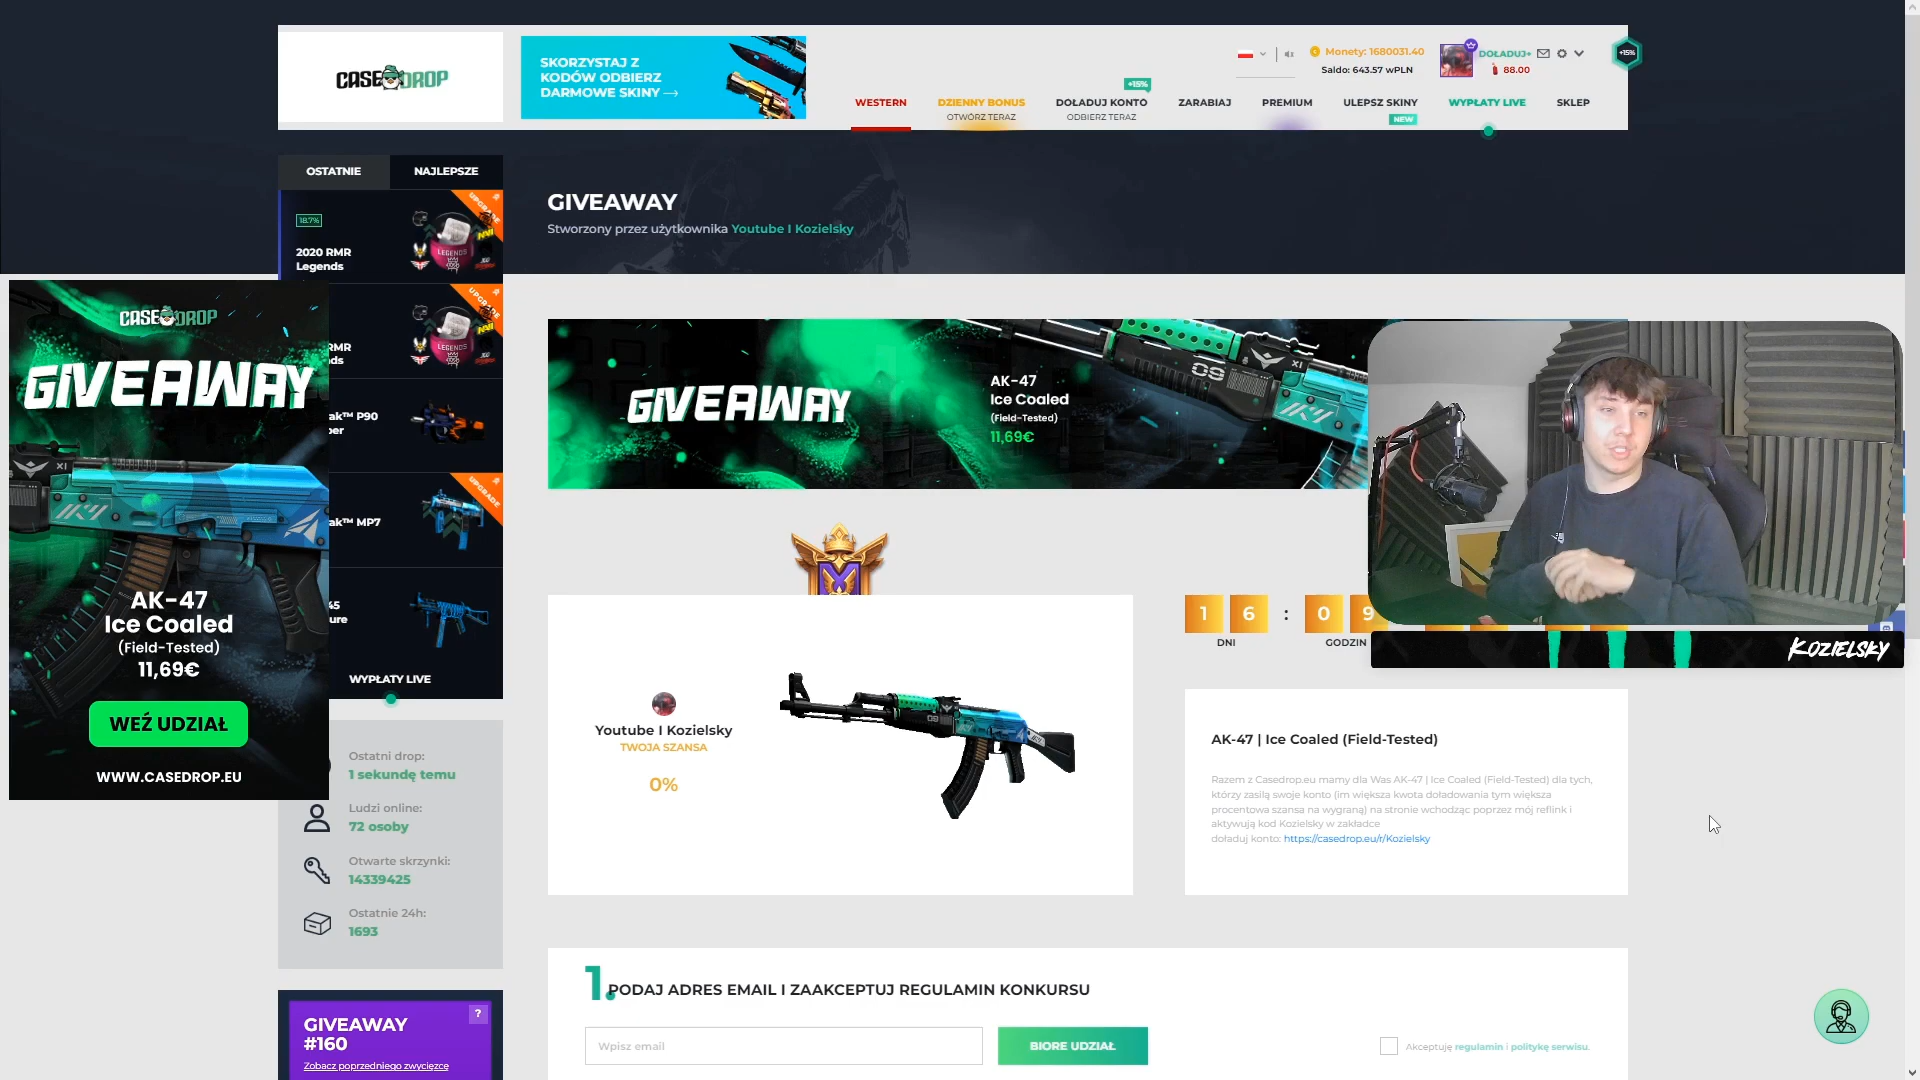 CASEDROP
SKORZYSTAJ Z
KODÓW ODBIERZ
DARMOWE SKINY
Monety: 1680031.40
Saldo: 643.57 wPLN
DOŁADUJ+
88.00
+15%
WESTERN
DZIENNY BONUS
OTWÓRZ TERAZ
+15%
DOŁADUJ KONTO
ODBIERZ TERAZ
ZARABIAJ
PREMIUM
ULEPSZ SKINY
NEW
WYPŁATY LIVE
SKLEP
OSTATNIE
NAJLEPSZE
GIVEAWAY
Stworzony przez użytkownika Youtube I Kozielsky
18.7%
UPGRADE
2020 RMR
Legends
LEGENDS
UPGRADE
RMR
LEGENDS
ak™ P90
UPGRADE
ak™ MP7
WYPŁATY LIVE
CASEDROP
GIVEAWAY
AK-47
Ice Coaled
(Field-Tested)
11,69€
WEŹ UDZIAŁ
WWW.CASEDROP.EU
GIVEAWAY
AK-47
Ice Coaled
(Field-Tested)
11,69€
09
XI
16 : 09
DNI
GODZIN
KOZIELSKY
Youtube I Kozielsky
TWOJA SZANSA
0%
AK-47 | Ice Coaled (Field-Tested)
Razem z Casedrop.eu mamy dla Was AK-47 | Ice Coaled (Field-Tested) dla tych,
którzy zasilą swoje konto (im większa kwota doładowania tym większa
procentowa szansa na wygraną) na stronie wchodząc poprzez mój reflink i
aktywują kod Kozielsky w zakładce
doładuj konto: https://casedrop.eu/r/Kozielsky
Ostatni drop:
1 sekundę temu
Ludzi online:
72 osoby
Otwarte skrzynki:
14339425
Ostatnie 24h:
1693
GIVEAWAY
#160
?
Zobacz poprzedniego zwycięzcę
1.
PODAJ ADRES EMAIL I ZAAKCEPTUJ REGULAMIN KONKURSU
Wpisz email
BIORE UDZIAŁ
Akceptuję regulamin i politykę serwisu.